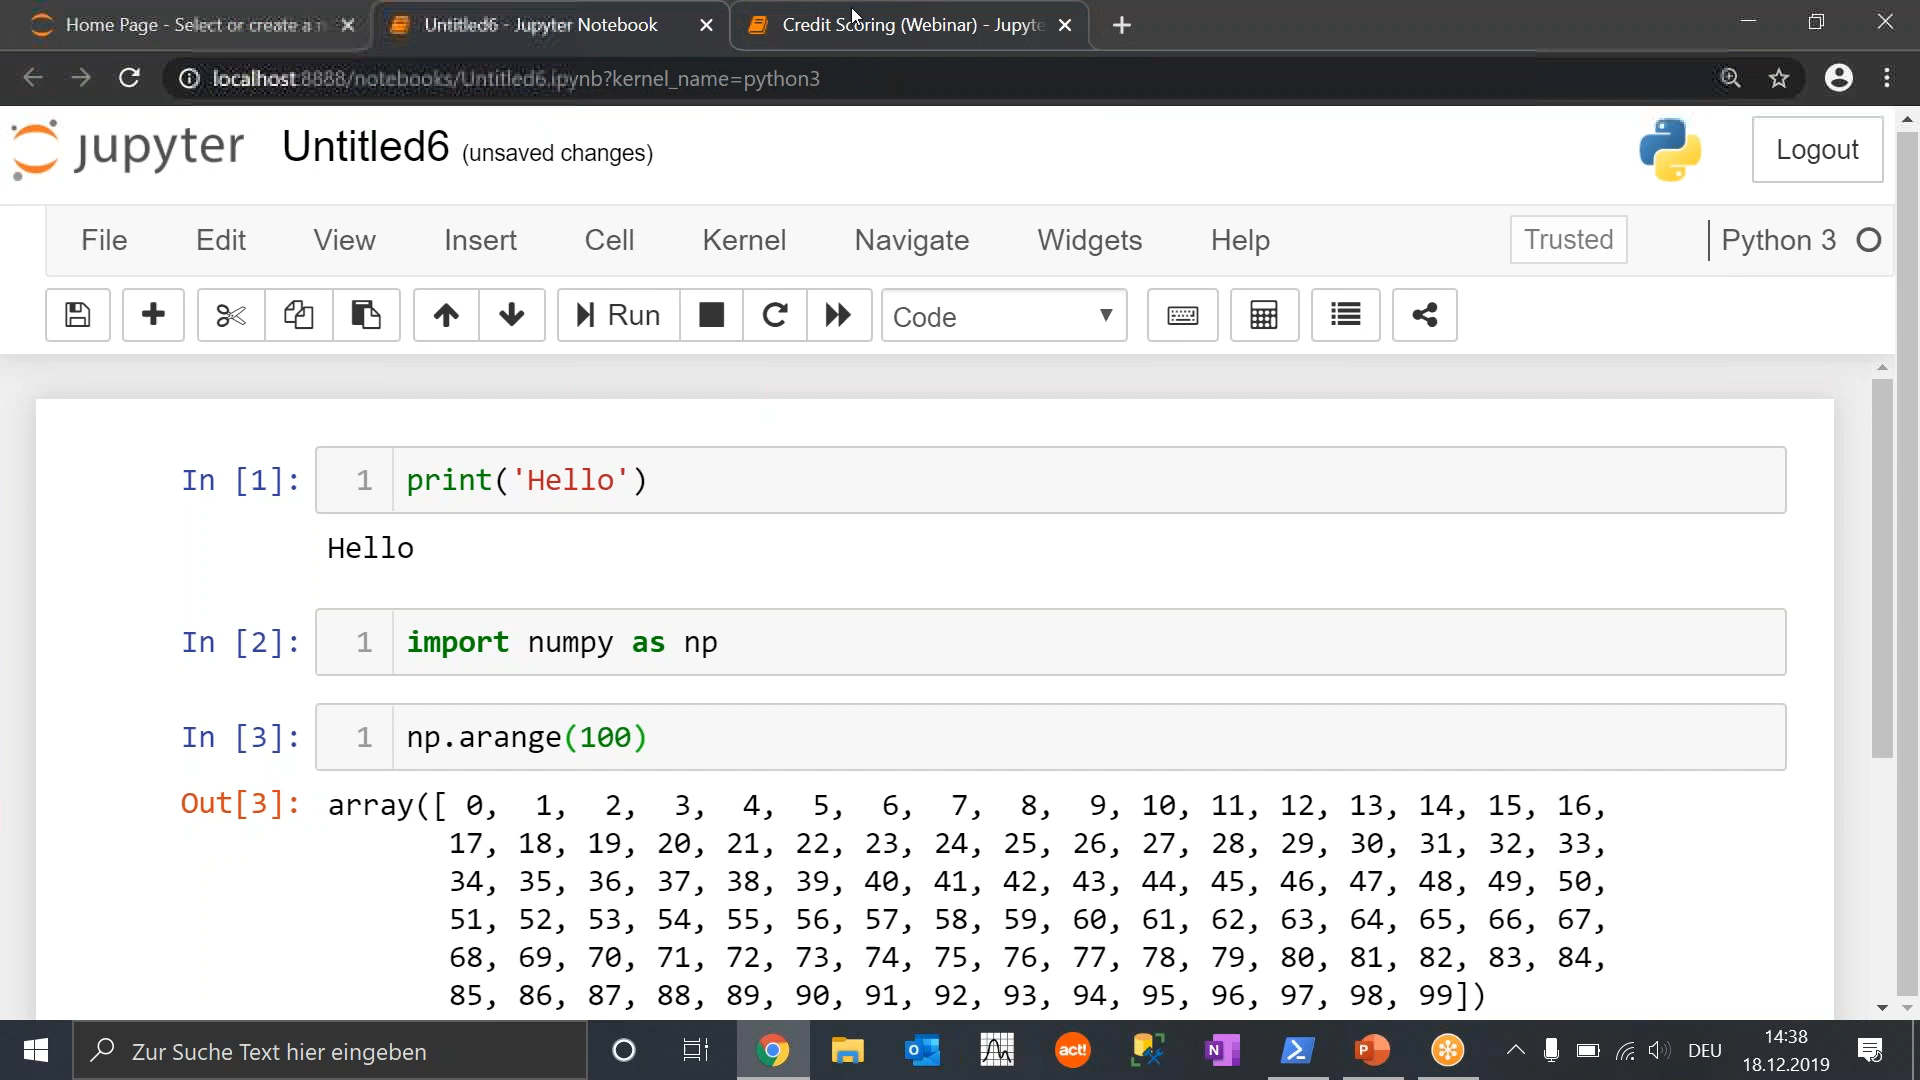 Home Page - Select or create a n
Untitled6 - Jupyter Notebook
Credit Scoring (Webinar) - Jupyte
localhost:8888/notebooks/Untitled6.ipynb?kernel_name=python3
jupyter Untitled6 (unsaved changes)
Logout
File Edit View Insert Cell Kernel Navigate Widgets Help Trusted Python 3
Run Code
In [1]: 1 print('Hello')
Hello
In [2]: 1 import numpy as np
In [3]: 1 np.arange(100)
Out[3]: array([ 0, 1, 2, 3, 4, 5, 6, 7, 8, 9, 10, 11, 12, 13, 14, 15, 16,
17, 18, 19, 20, 21, 22, 23, 24, 25, 26, 27, 28, 29, 30, 31, 32, 33,
34, 35, 36, 37, 38, 39, 40, 41, 42, 43, 44, 45, 46, 47, 48, 49, 50,
51, 52, 53, 54, 55, 56, 57, 58, 59, 60, 61, 62, 63, 64, 65, 66, 67,
68, 69, 70, 71, 72, 73, 74, 75, 76, 77, 78, 79, 80, 81, 82, 83, 84,
85, 86, 87, 88, 89, 90, 91, 92, 93, 94, 95, 96, 97, 98, 99])
Zur Suche Text hier eingeben
act!
DEU
14:38
18.12.2019